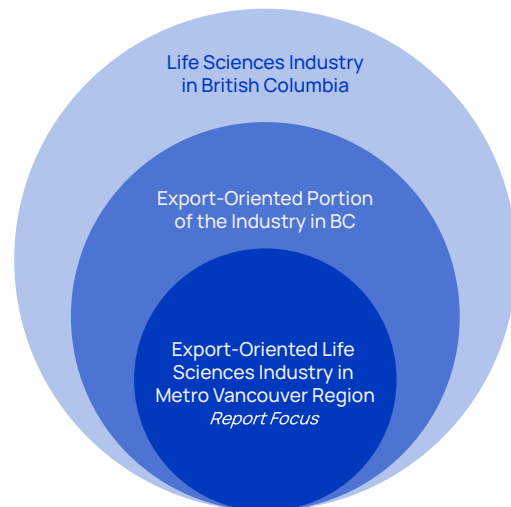 Life Sciences Industry
in British Columbia
Export-Oriented Portion
of the Industry in BC
Export-Oriented Life
Sciences Industry in
Metro Vancouver Region
Report Focus